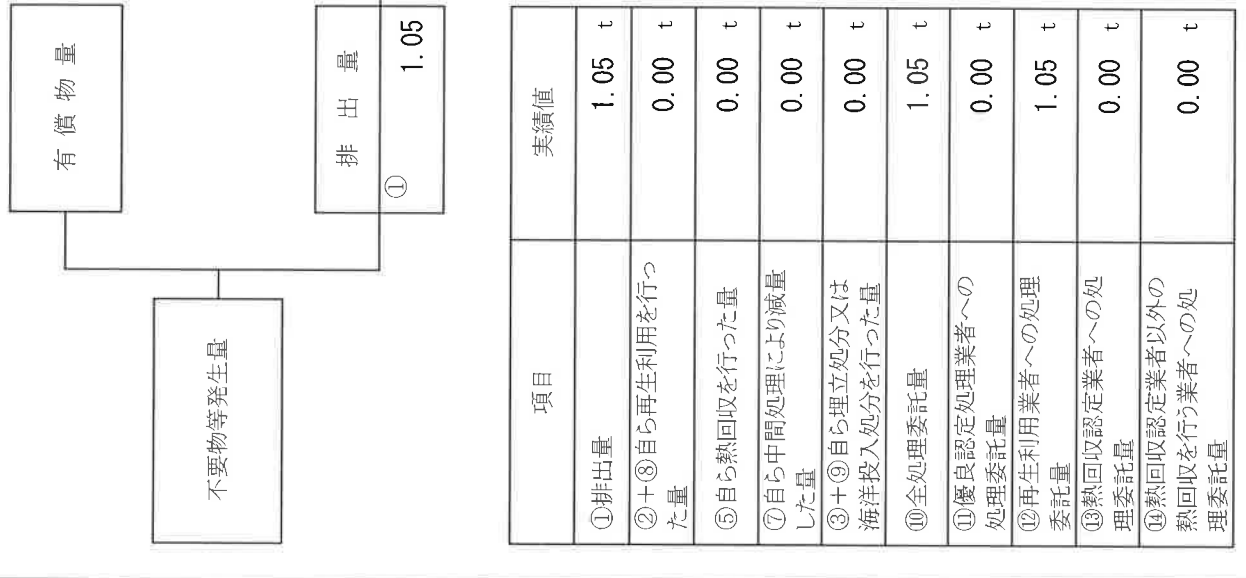 不要物等発生量
有償物量
排出量
① 1.05
項目 実績値
①排出量 1.05 t
②+⑧自ら再生利用を行っ
た量 0.00 t
⑤自ら熱回収を行った量 0.00 t
⑦自ら中間処理により減量
した量 0.00 t
③+⑨自ら埋立処分又は
海洋投入処分を行った量 0.00 t
⑩全処理委託量 1.05 t
⑪優良認定処理業者への
処理委託量 0.00 t
⑫再生利用業者への処理
委託量 1.05 t
⑬熱回収認定業者への処
理委託量 0.00 t
⑭熱回収認定業者以外の
熱回収を行う業者への処
理委託量 0.00 t